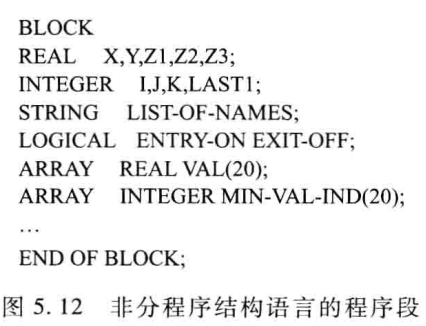 BLOCK
REAL X,Y,Z1,Z2,Z3;
INTEGER I,J,K,LAST1;
STRING LIST-OF-NAMES;
LOGICAL ENTRY-ON EXIT-OFF;
ARRAY REAL VAL(20);
ARRAY INTEGER MIN-VAL-IND(20);
…
END OF BLOCK;
图 5.12 非分程序结构语言的程序段